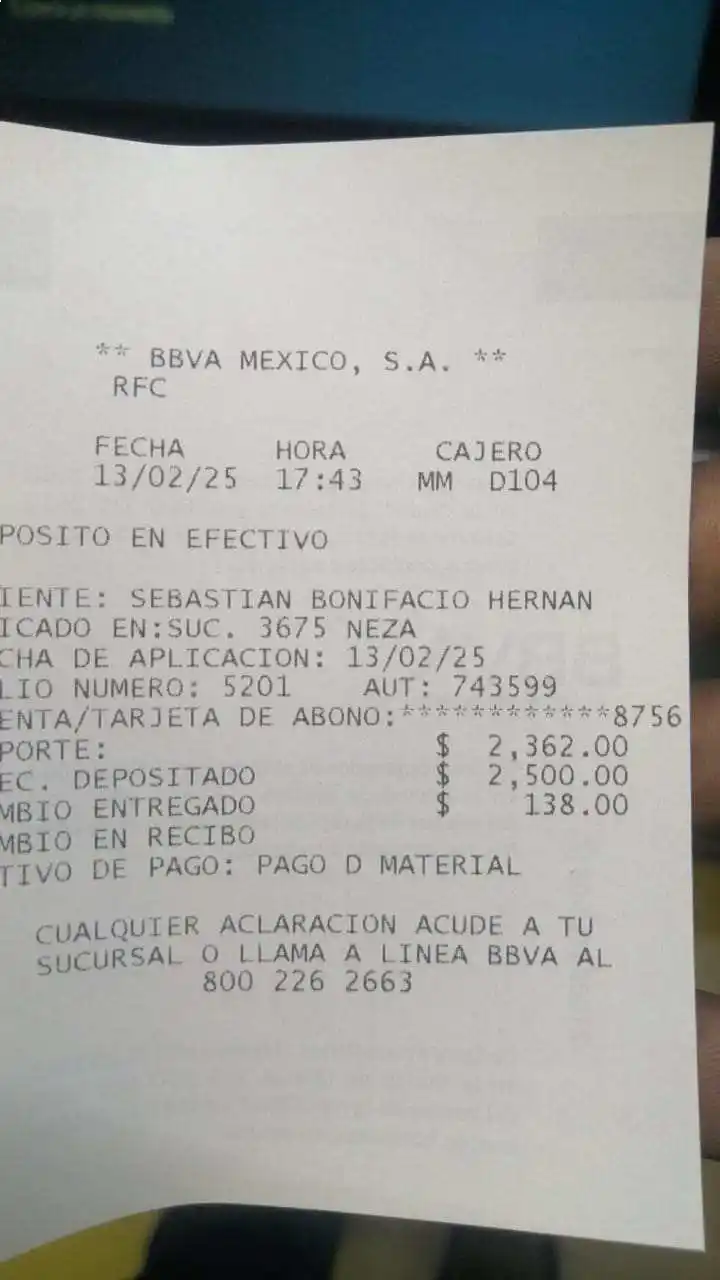 ** BBVA MEXICO, S.A. **
RFC
FECHA HORA CAJERO
13/02/25 17:43 MM D104
POSITO EN EFECTIVO
IENTE: SEBASTIAN BONIFACIO HERNAN
ICADO EN:SUC. 3675 NEZA
CHA DE APLICACION: 13/02/25
LIO NUMERO: 5201 AUT: 743599
ENTA/TARJETA DE ABONO:************8756
PORTE: $ 2,362.00
EC. DEPOSITADO $ 2,500.00
MBIO ENTREGADO $ 138.00
MBIO EN RECIBO
TIVO DE PAGO: PAGO D MATERIAL
CUALQUIER ACLARACION ACUDE A TU
SUCURSAL O LLAMA A LINEA BBVA AL
800 226 2663